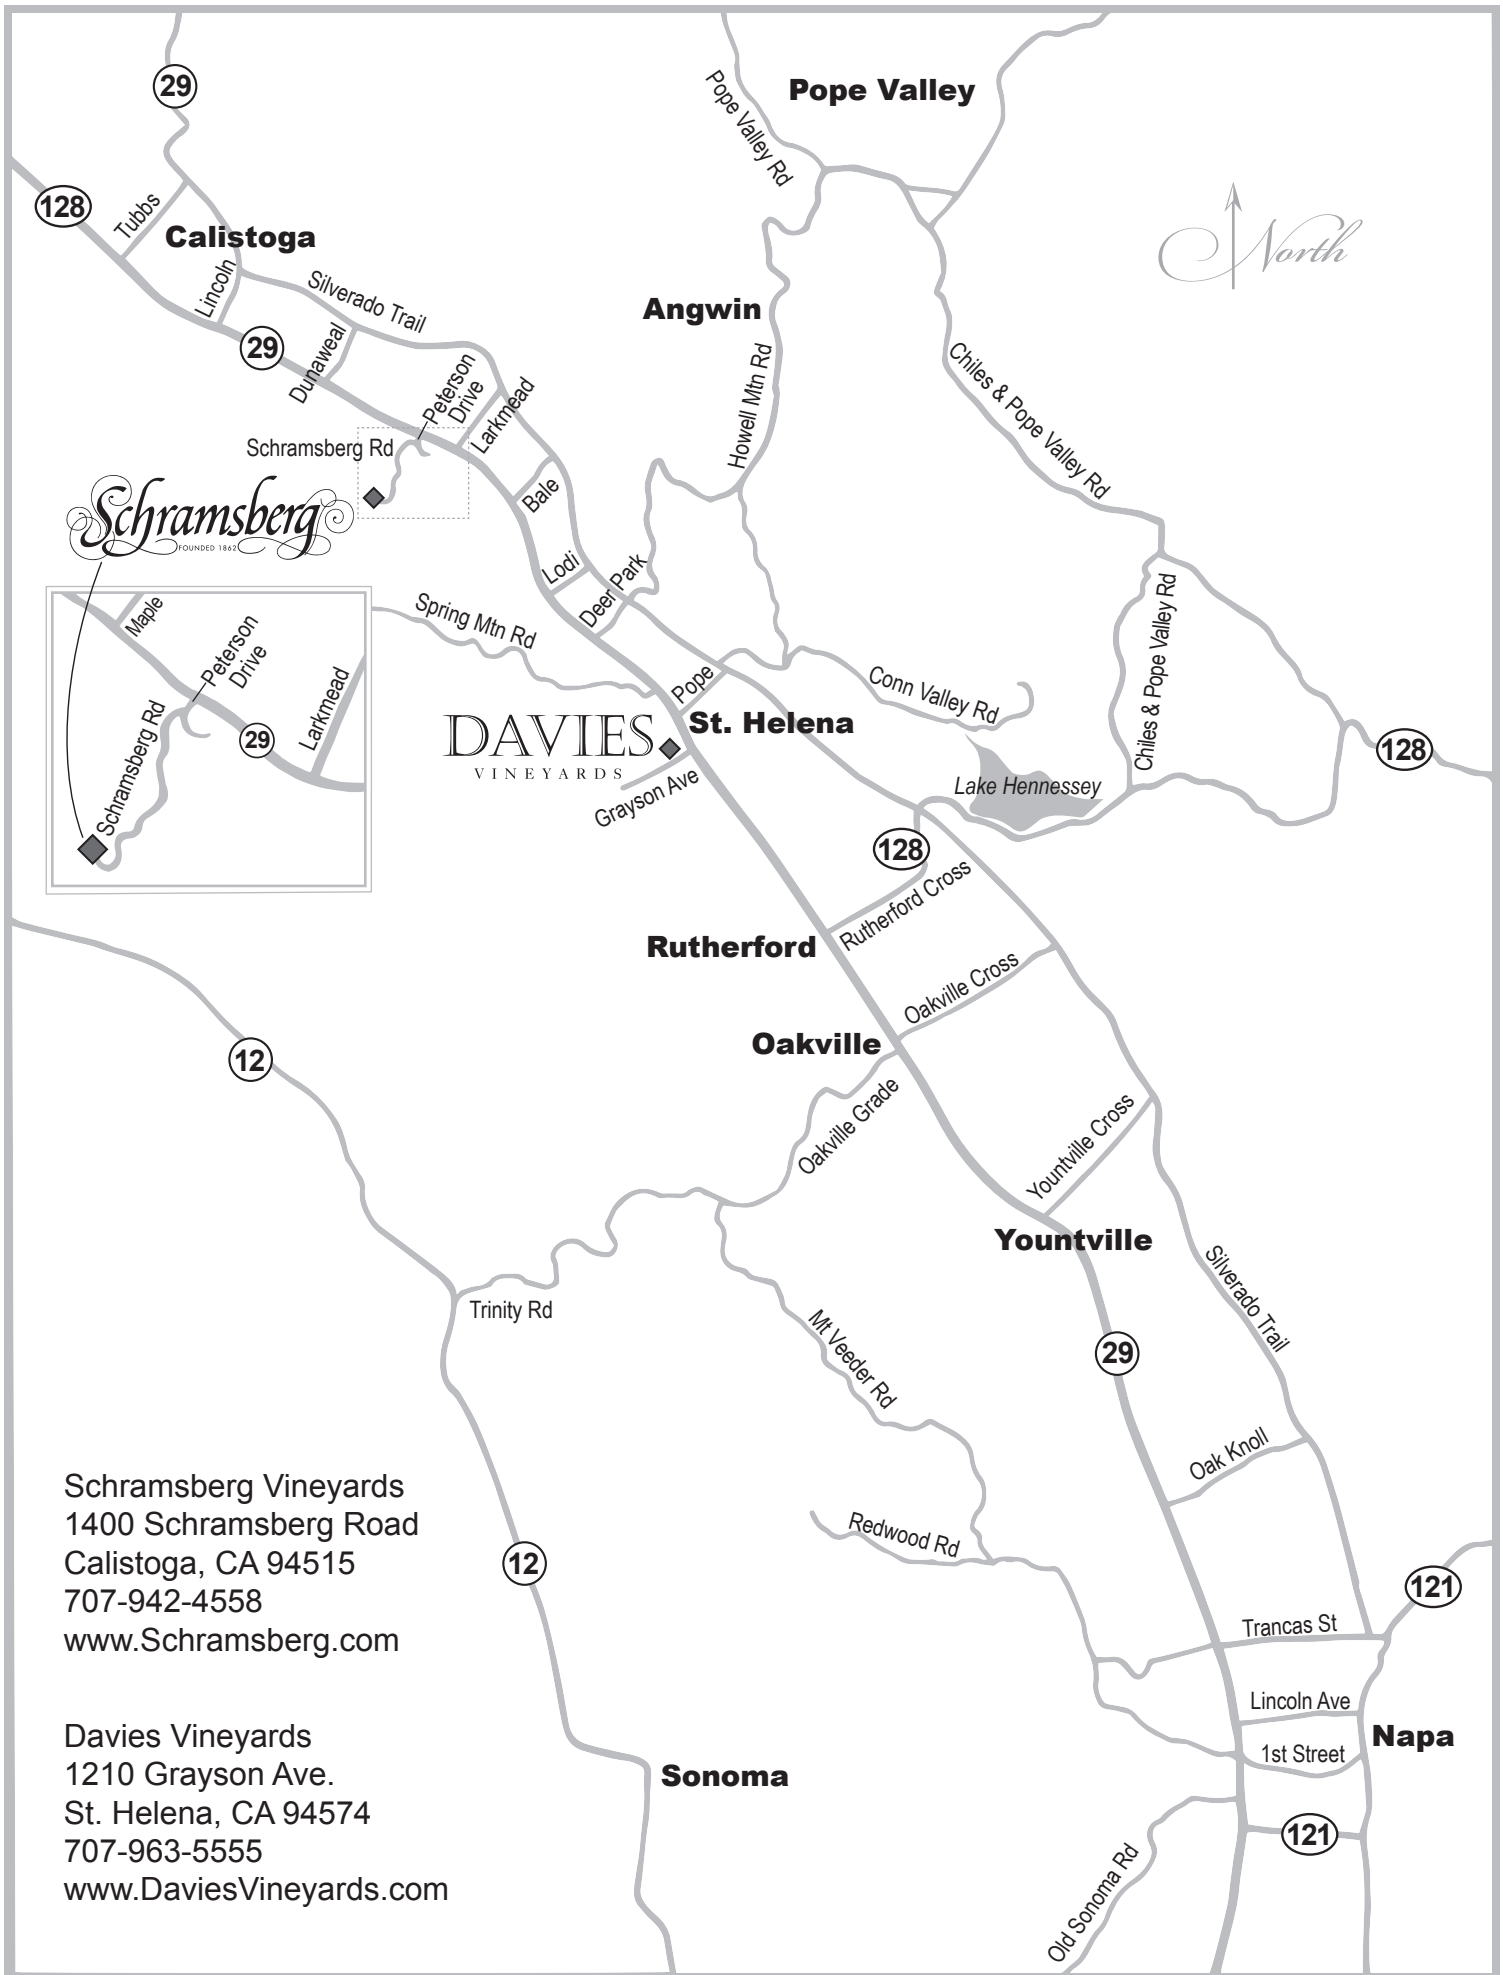 29
Pope Valley
Pope Valley Rd
128
Tubbs
Calistoga
North
Lincoln
Silverado Trail
Angwin
29
Dunaweal
Peterson
Drive
Larkmead
Howell Mtn Rd
Chiles & Pope Valley Rd
Schramsberg Rd
Schramsberg
FOUNDED 1862
Bale
Lodi
Deer Park
Spring Mtn Rd
Chiles & Pope Valley Rd
Maple
Peterson
Drive
Larkmead
Schramsberg Rd
29
Pope
Conn Valley Rd
DAVIES
VINEYARDS
St. Helena
128
Grayson Ave
Lake Hennessey
128
Rutherford Cross
Rutherford
Oakville Cross
Oakville
12
Oakville Grade
Yountville Cross
Yountville
Silverado Trail
Trinity Rd
Mt Veeder Rd
29
Oak Knoll
Redwood Rd
12
121
Trancas St
Lincoln Ave
Napa
1st Street
Sonoma
121
Old Sonoma Rd
Schramsberg Vineyards
1400 Schramsberg Road
Calistoga, CA 94515
707-942-4558
www.Schramsberg.com
Davies Vineyards
1210 Grayson Ave.
St. Helena, CA 94574
707-963-5555
www.DaviesVineyards.com